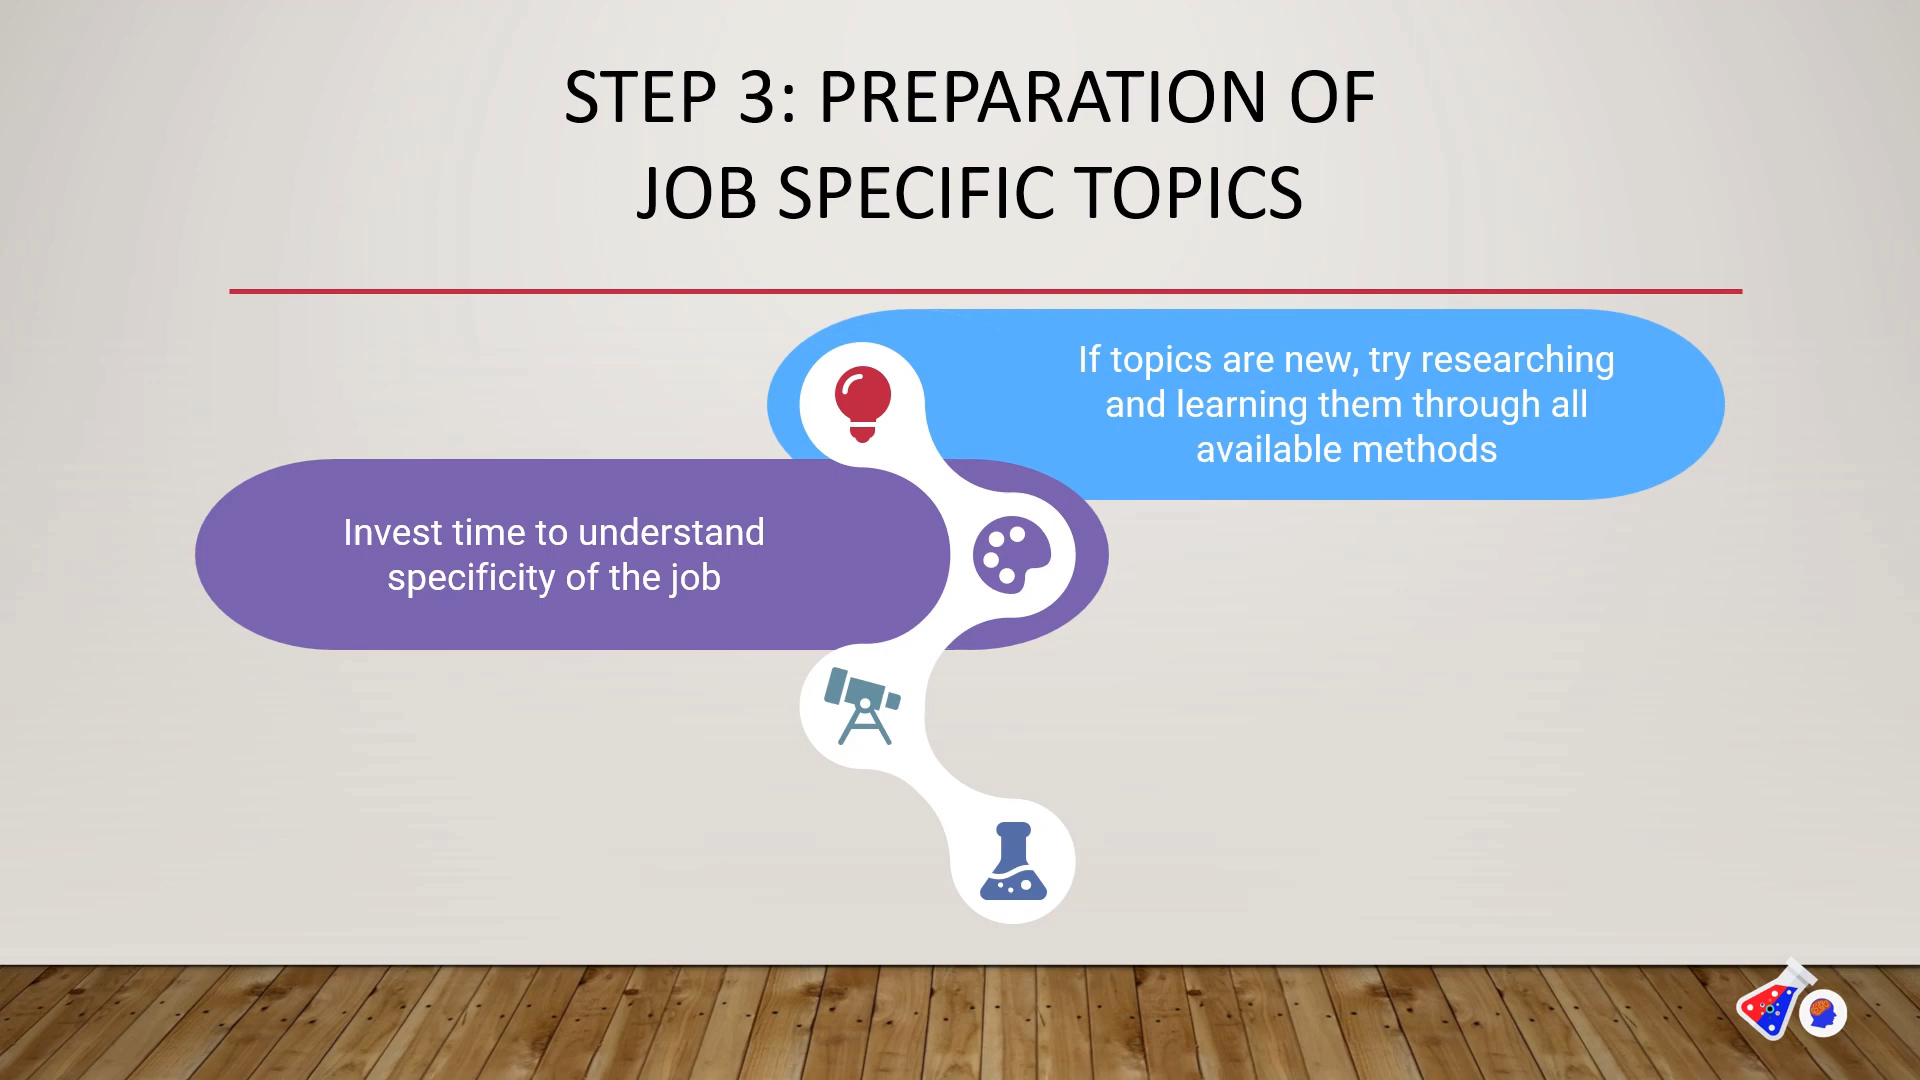 STEP 3: PREPARATION OF
JOB SPECIFIC TOPICS
If topics are new, try researching
and learning them through all
available methods
Invest time to understand
specificity of the job